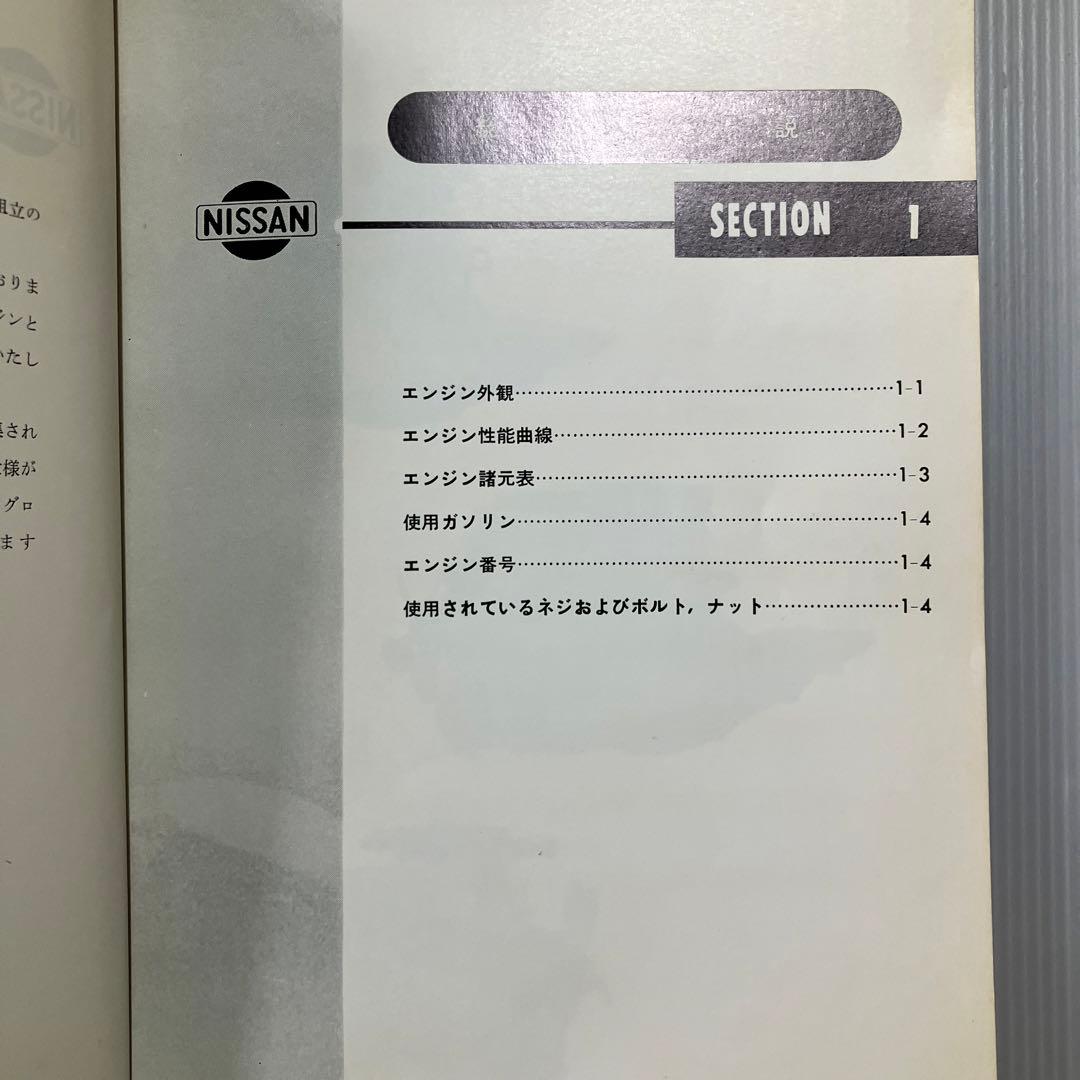 組立の
おりま
ジンと
いたし
され
様が
グロ
ます
総 説
NISSAN
SECTION 1
エンジン外観……………………………………………………1-1
エンジン性能曲線………………………………………………1-2
エンジン諸元表…………………………………………………1-3
使用ガソリン……………………………………………………1-4
エンジン番号……………………………………………………1-4
使用されているネジおよびボルト,ナット…………………1-4